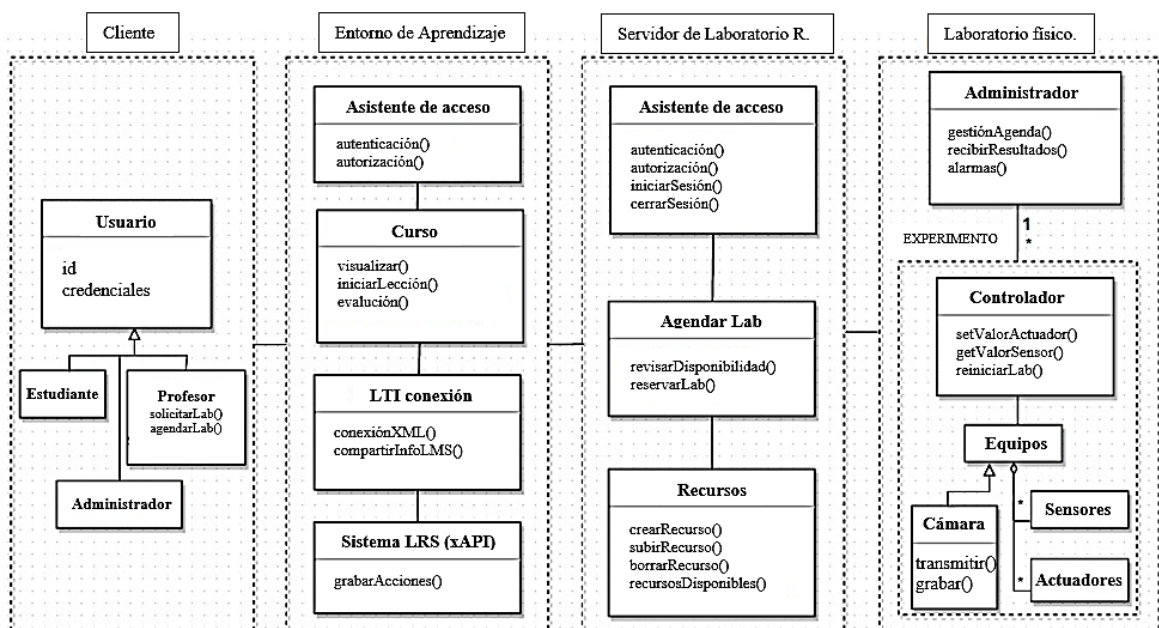 Cliente
Usuario
id
credenciales
Estudiante
Profesor
solicitarLab()
agendarLab()
Administrador
Entorno de Aprendizaje
Asistente de acceso
autenticación()
autorización()
Curso
visualizar()
iniciarLección()
evalución()
LTI conexión
conexiónXML()
compartirInfoLMS()
Sistema LRS (xAPI)
grabarAcciones()
Servidor de Laboratorio R.
Asistente de acceso
autenticación()
autorización()
iniciarSesión()
cerrarSesión()
Agendar Lab
revisarDisponibilidad()
reservarLab()
Recursos
crearRecurso()
subirRecurso()
borrarRecurso()
recursosDisponibles()
Laboratorio físico.
Administrador
gestiónAgenda()
recibirResultados()
alarmas()
1
EXPERIMENTO
*
Controlador
setValorActuador()
getValorSensor()
reiniciarLab()
Equipos
Cámara
transmitir()
grabar()
*
Sensores
*
Actuadores